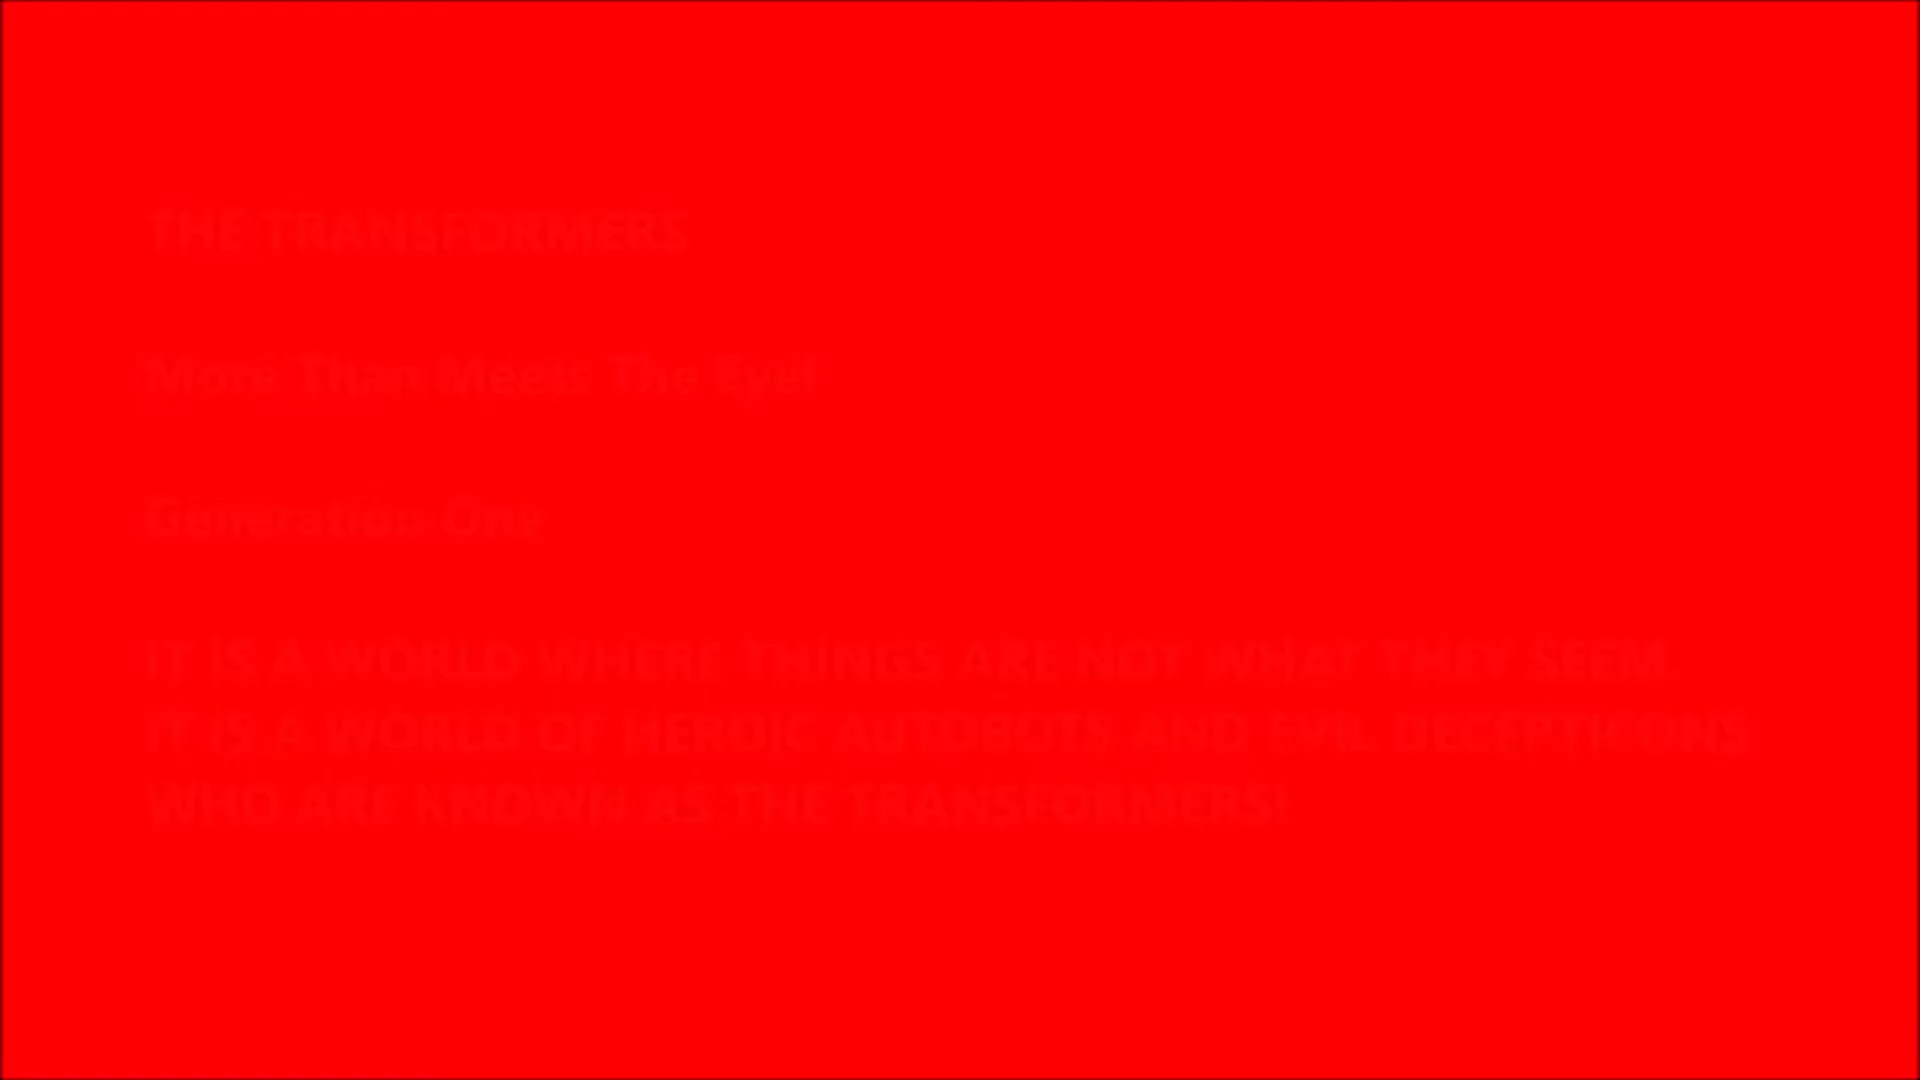 THE TRANSFORMERS
More Than Meets The Eye!
Generation One
IT IS A WORLD WHERE THINGS ARE NOT WHAT THEY SEEM.
IT IS A WORLD OF HEROIC AUTOBOTS AND EVIL DECEPTICONS
WHO ARE KNOWN AS THE TRANSFORMERS!